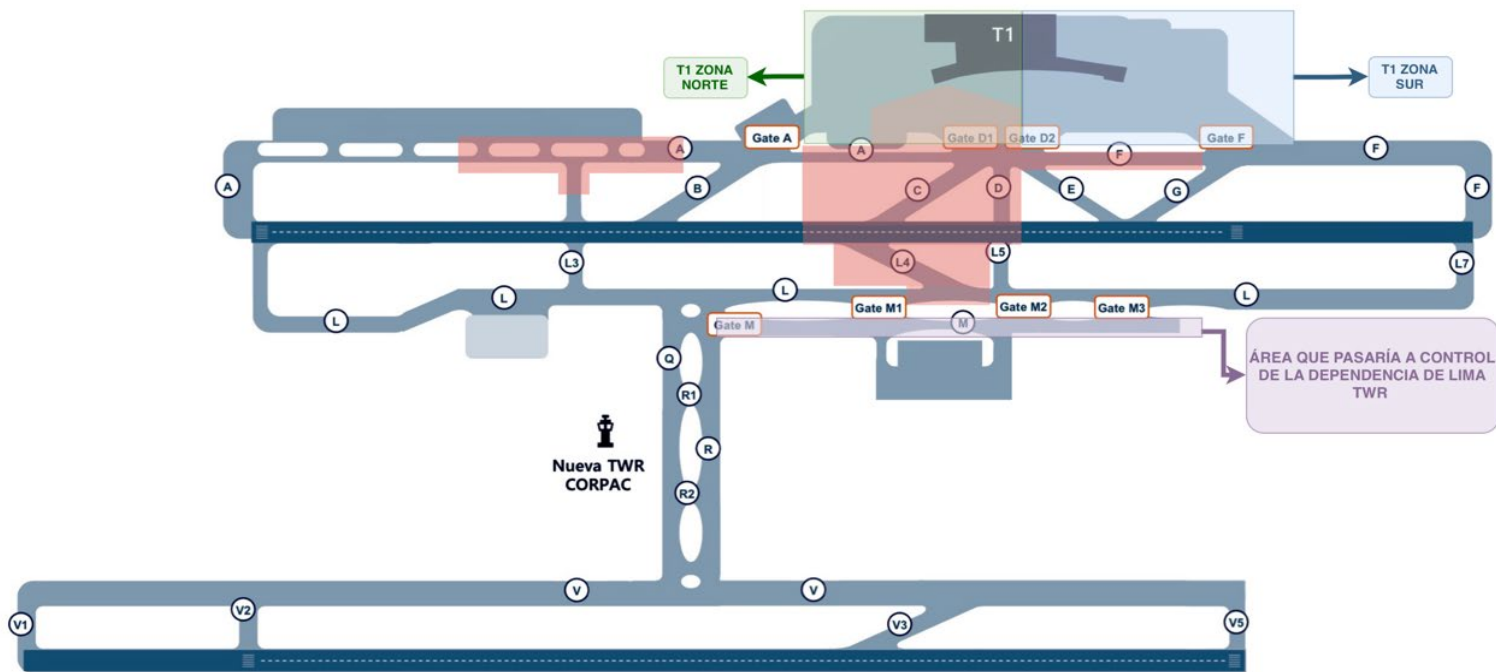 T1
T1 ZONA
NORTE
T1 ZONA
SUR
Gate A
Gate D1
Gate D2
Gate F
A
A
F
F
A
B
C
D
E
G
F
L3
L4
L5
L7
L
L
L
L
Gate M1
Gate M2
Gate M3
Gate M
M
ÁREA QUE PASARÍA A CONTROL
DE LA DEPENDENCIA DE LIMA
TWR
Q
R1
R
R2
Nueva TWR
CORPAC
V
V
V1
V2
V3
V5